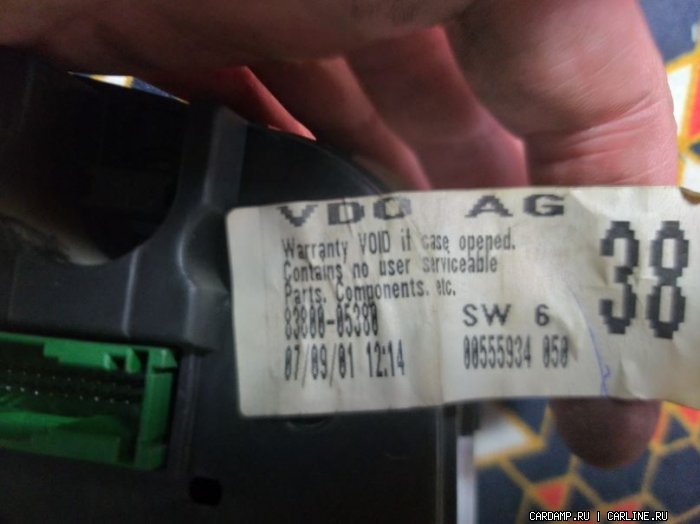 VDO AG
Warranty VOID if case opened.
Contains no user serviceable
Parts. Components. etc.
83800-05380 SW 6
07/09/01 12:14 00555934 050
38
CARDAMP.RU | CARLINE.RU